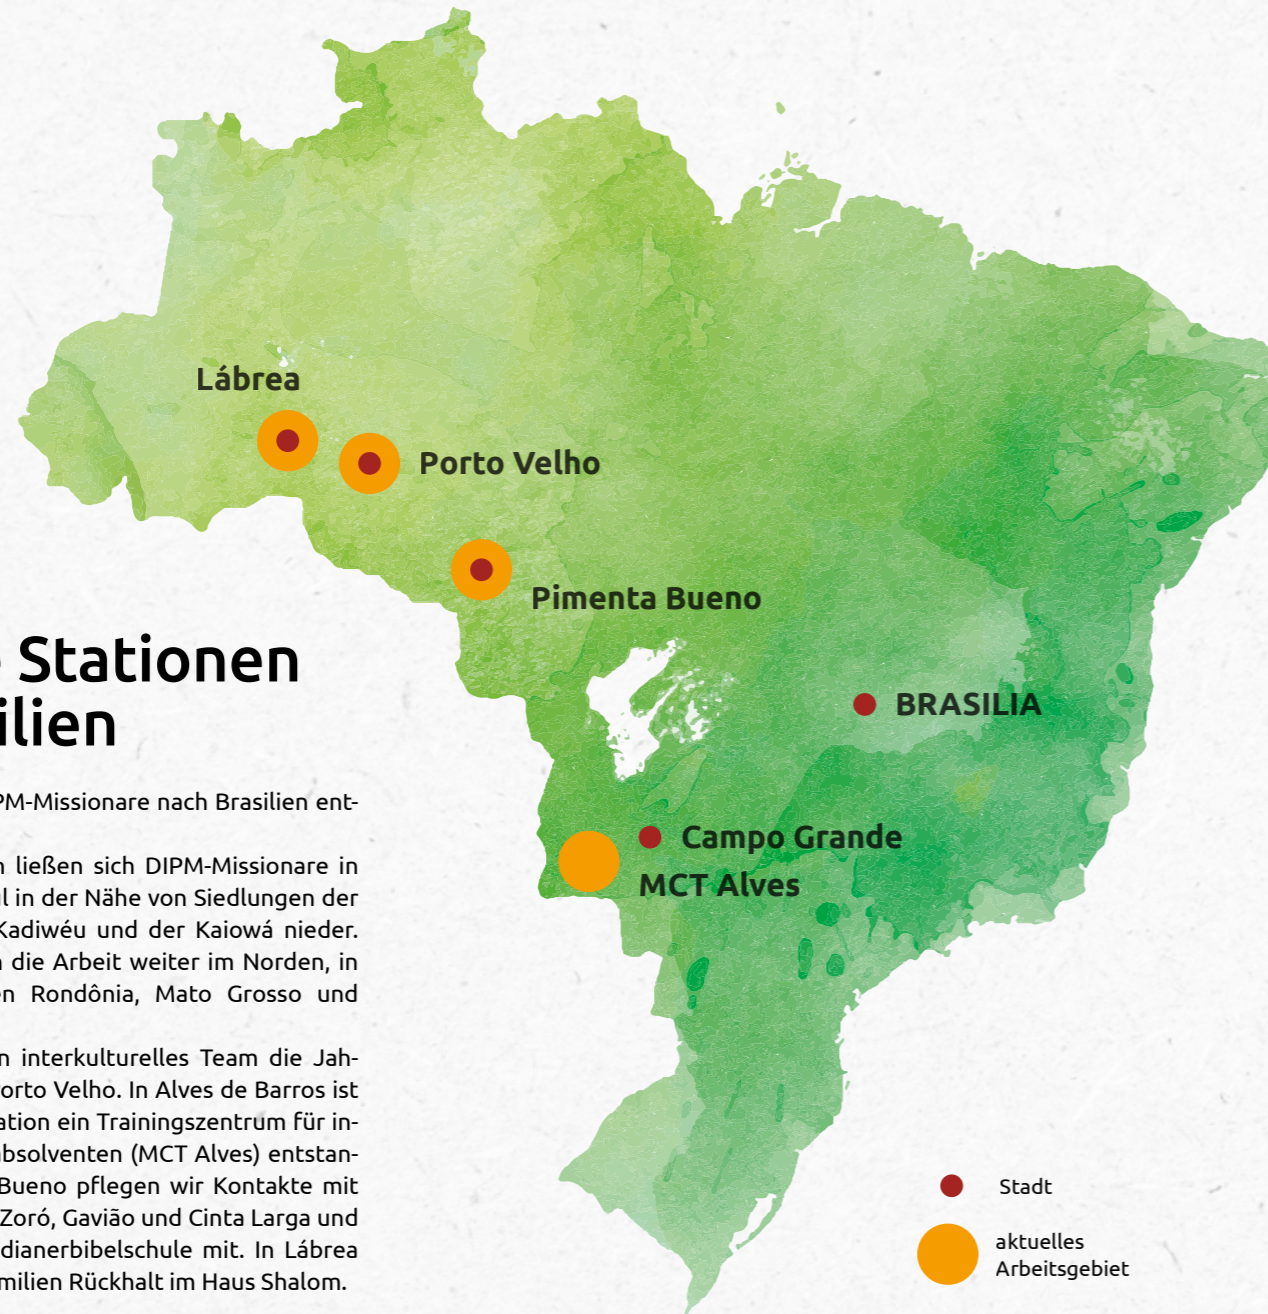 Stationen
ilien
PM-Missionare nach Brasilien ent-
ließen sich DIPM-Missionare in
in der Nähe von Siedlungen der
Kadiwéu und der Kaiowá nieder.
die Arbeit weiter im Norden, in
Rondônia, Mato Grosso und
interkulturelles Team die Jah-
orto Velho. In Alves de Barros ist
ation ein Trainingszentrum für in-
absolventen (MCT Alves) entstan-
Bueno pflegen wir Kontakte mit
Zoró, Gavião und Cinta Larga und
dianerbibelschule mit. In Lábrea
milien Rückhalt im Haus Shalom.
Lábrea
Porto Velho
Pimenta Bueno
BRASILIA
Campo Grande
MCT Alves
Stadt
aktuelles
Arbeitsgebiet